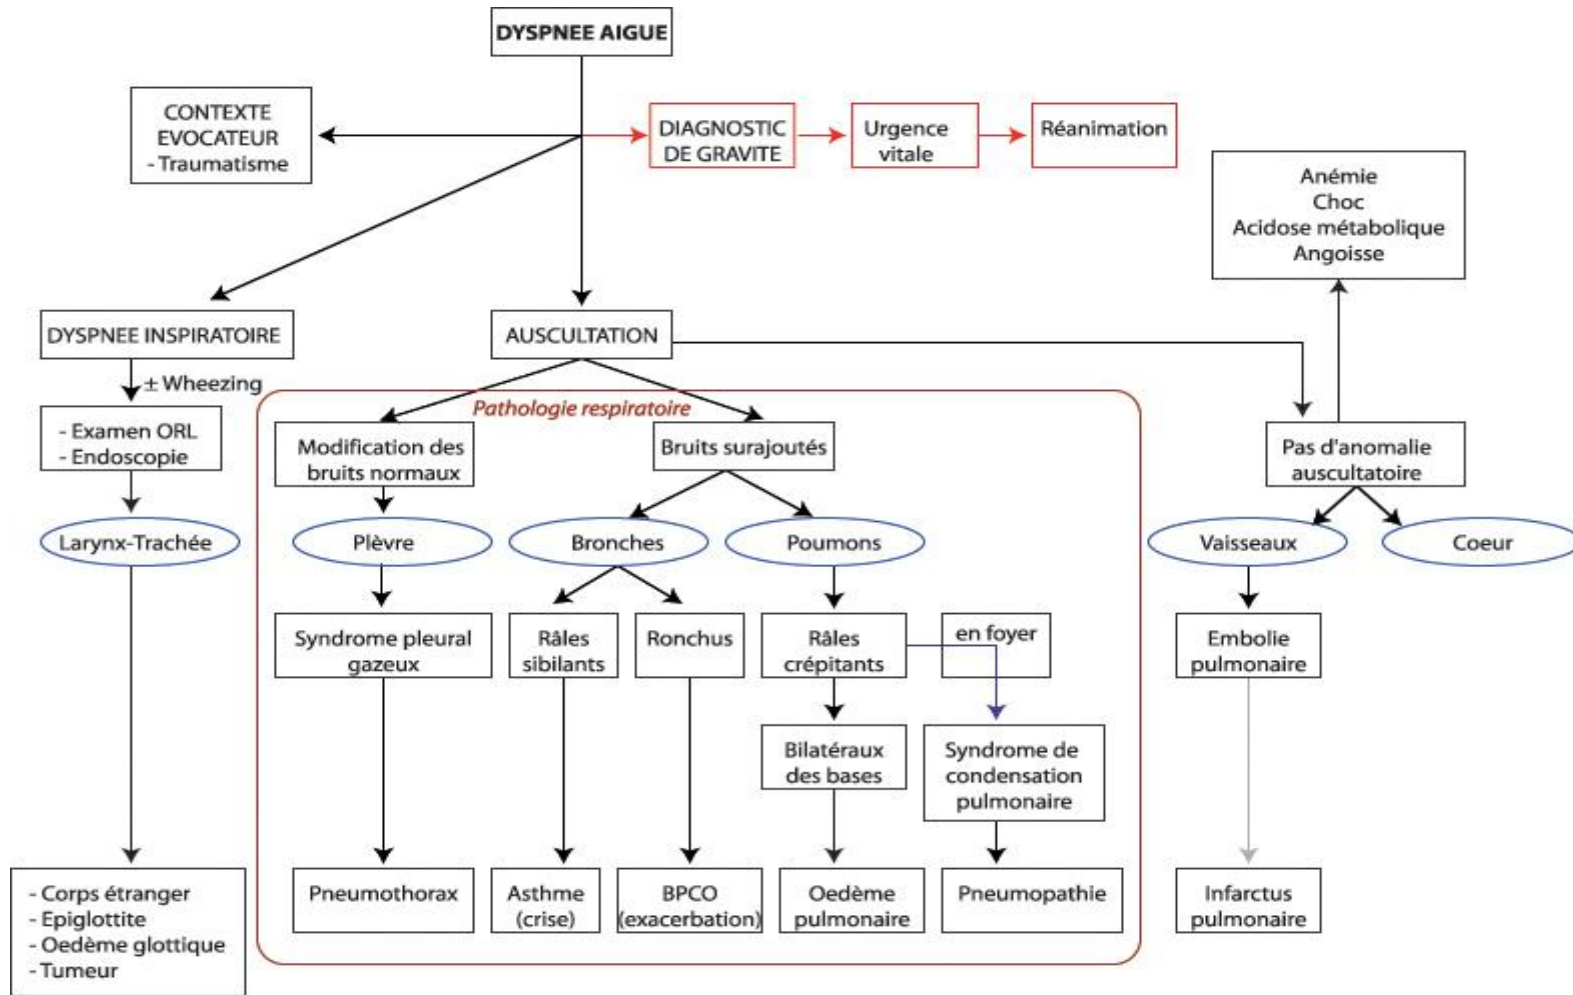 DYSPNEE AIGUE
CONTEXTE
EVOCATEUR
- Traumatisme
DIAGNOSTIC
DE GRAVITE
Urgence
vitale
Réanimation
Anémie
Choc
Acidose métabolique
Angoisse
DYSPNEE INSPIRATOIRE
AUSCULTATION
± Wheezing
Pathologie respiratoire
- Examen ORL
- Endoscopie
Modification des
bruits normaux
Bruits surajoutés
Pas d'anomalie
auscultatoire
Larynx-Trachée
Plèvre
Bronches
Poumons
Vaisseaux
Coeur
Syndrome pleural
gazeux
Râles
sibilants
Ronchus
Râles
crépitants
en foyer
Embolie
pulmonaire
Bilatéraux
des bases
Syndrome de
condensation
pulmonaire
- Corps étranger
- Epiglottite
- Oedème glottique
- Tumeur
Pneumothorax
Asthme
(crise)
BPCO
(exacerbation)
Oedème
pulmonaire
Pneumopathie
Infarctus
pulmonaire